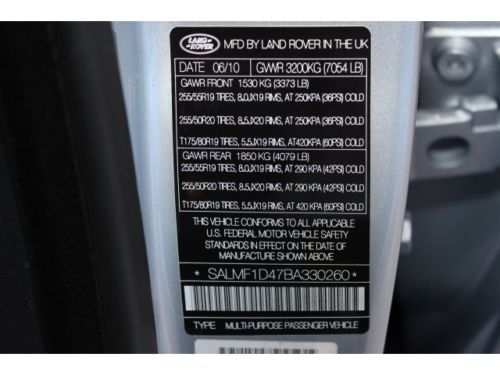 LAND-
ROVER
MFD BY LAND ROVER IN THE UK
DATE 06/10 GVWR 3200KG (7054 LB)
GAWR FRONT 1530 KG (3373 LB)
255/55R19 TIRES, 8.0JX19 RIMS, AT 250KPA (36PSI) COLD
255/50R20 TIRES, 8.5JX20 RIMS, AT 250KPA (36PSI) COLD
T175/80R19 TIRES, 5.5JX19 RIMS, AT420KPA (60PSI) COLD
GAWR REAR 1850 KG (4079 LB)
255/55R19 TIRES, 8.0JX19 RIMS, AT 290 KPA (42PSI) COLD
255/50R20 TIRES, 8.5JX20 RIMS, AT 290 KPA (42PSI) COLD
T175/80R19 TIRES, 5.5JX19 RIMS, AT 420 KPA (60PSI) COLD
THIS VEHICLE CONFORMS TO ALL APPLICABLE
U.S. FEDERAL MOTOR VEHICLE SAFETY
STANDARDS IN EFFECT ON THE DATE OF
MANUFACTURE SHOWN ABOVE
* SALMF1D47BA330260 *
TYPE MULTI-PURPOSE PASSENGER VEHICLE